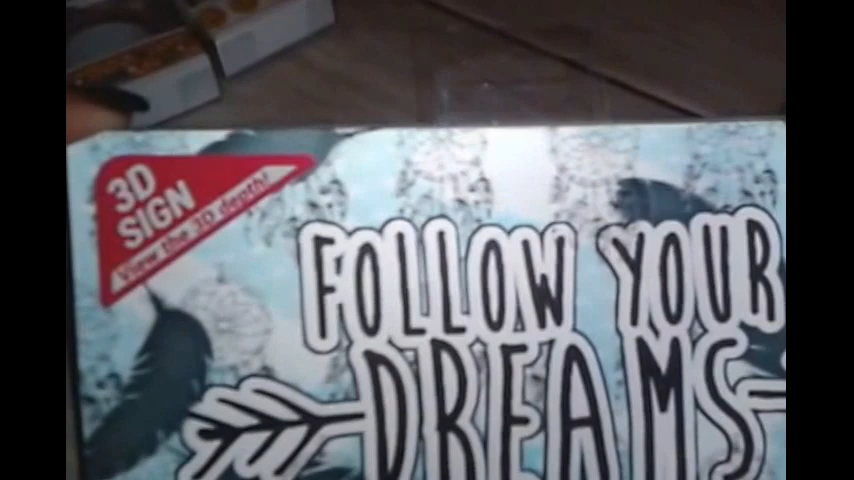 3D
SIGN
View the 3D depth!
FOLLOW YOUR
DREAMS